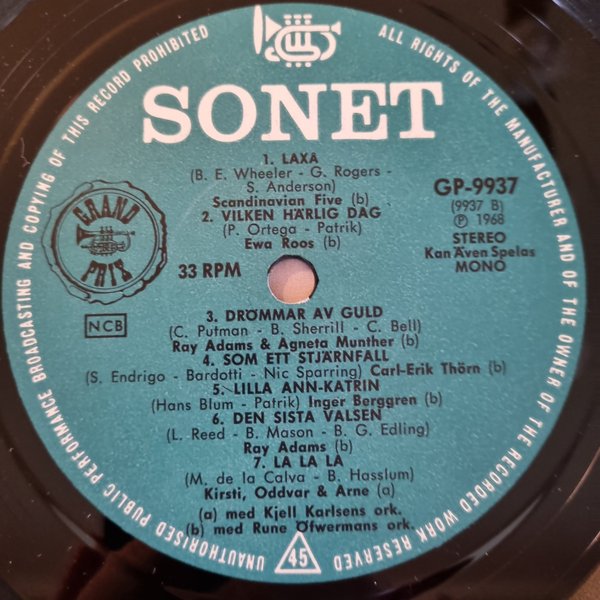 UNAUTHORISED PUBLIC PERFORMANCE BROADCASTING AND COPYING OF THIS RECORD PROHIBITED
ALL RIGHTS OF THE MANUFACTURER AND OF THE OWNER OF THE RECORDED WORK RESERVED
SONET
1. LAXÅ
(B. E. Wheeler - G. Rogers -
S. Anderson)
Scandinavian Five (b)
2. VILKEN HÄRLIG DAG
(P. Ortega - Patrik)
Ewa Roos (b)
GP-9937
(9937 B)
Ⓟ 1968
STEREO
Kan Även Spelas
MONO
GRAND
PRIX
33 RPM
NCB
3. DRÖMMAR AV GULD
(C. Putman - B. Sherrill - C. Bell)
Ray Adams & Agneta Munther (b)
4. SOM ETT STJÄRNFALL
(S. Endrigo - Bardotti - Nic Sparring) Carl-Erik Thörn (b)
5. LILLA ANN-KATRIN
(Hans Blum - Patrik) Inger Berggren (b)
6. DEN SISTA VALSEN
(L. Reed - B. Mason - B. G. Edling)
Ray Adams (b)
7. LA LA LA
(M. de la Calva - B. Hasslum)
Kirsti, Oddvar & Arne (a)
(a) med Kjell Karlsens ork.
(b) med Rune Öfwermans ork.
45